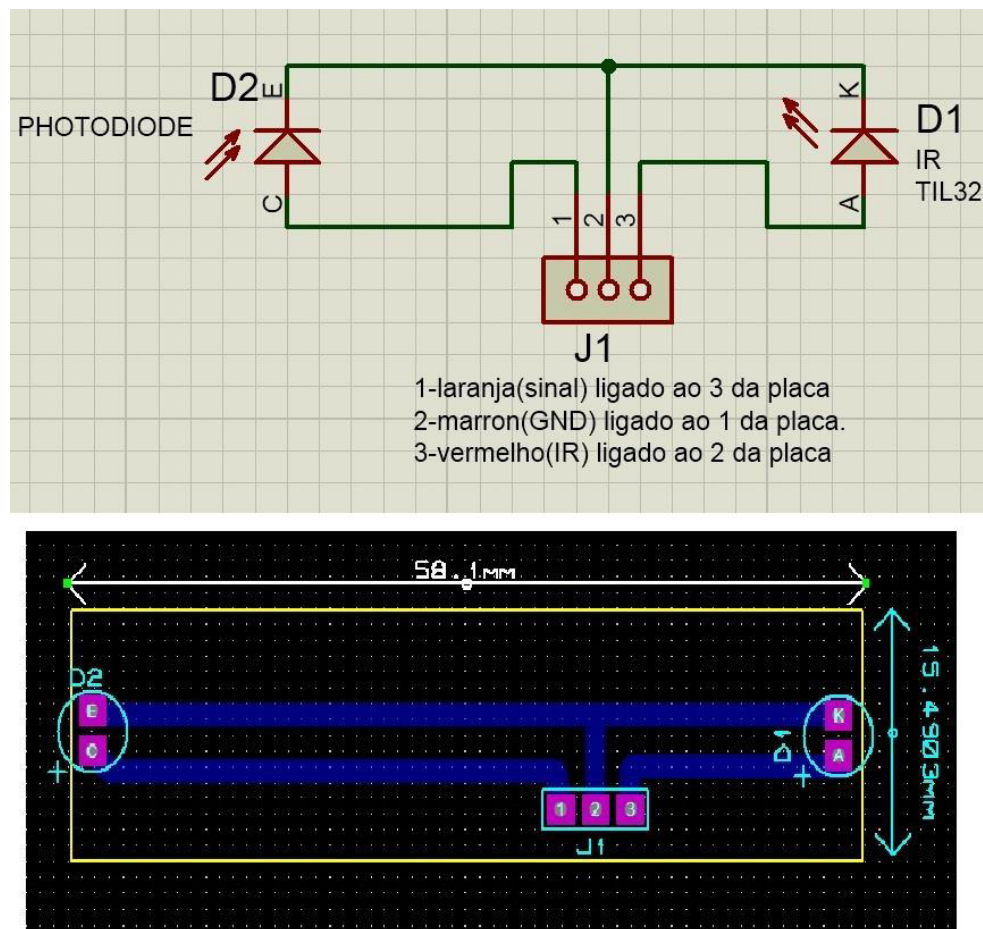 D2
E
K
PHOTODIODE
D1
IR
TIL32
C
A
1
2
3
J1
1-laranja(sinal) ligado ao 3 da placa
2-marron(GND) ligado ao 1 da placa.
3-vermelho(IR) ligado ao 2 da placa
58.1mm
D2
E
C
+
K
A
D1
+
15.4903mm
1 2 3
J1